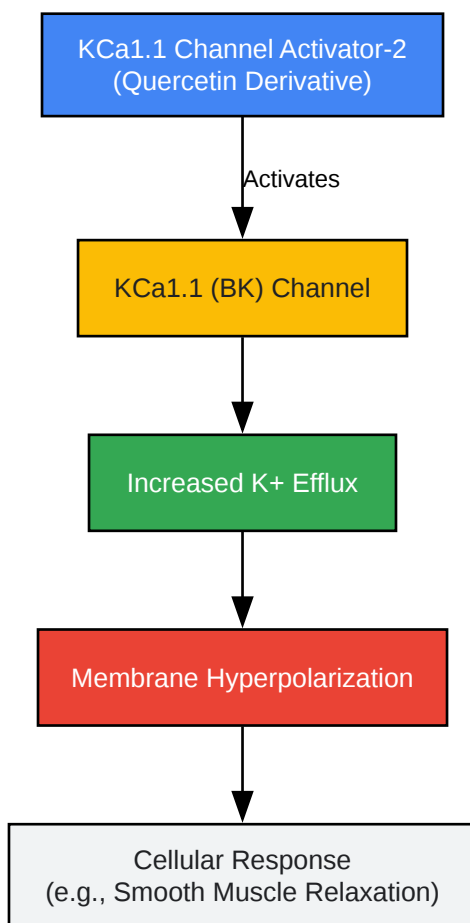 KCa1.1 Channel Activator-2
(Quercetin Derivative)
Activates
KCa1.1 (BK) Channel
Increased K+ Efflux
Membrane Hyperpolarization
Cellular Response
(e.g., Smooth Muscle Relaxation)